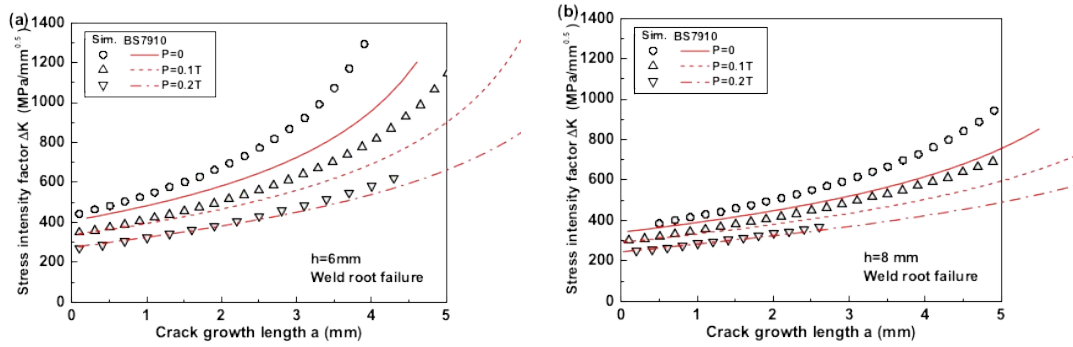 (a)
Stress intensity factor ΔK (MPa/mm^0.5)
1400
1200
1000
800
600
400
200
0
Sim. BS7910
P=0
P=0.1T
P=0.2T
h=6mm
Weld root failure
0 1 2 3 4 5
Crack growth length a (mm)
(b)
Stress intensity factor ΔK (MPa/mm^0.5)
1400
1200
1000
800
600
400
200
0
Sim. BS7910
P=0
P=0.1T
P=0.2T
h=8 mm
Weld root failure
0 1 2 3 4 5
Crack growth length a (mm)